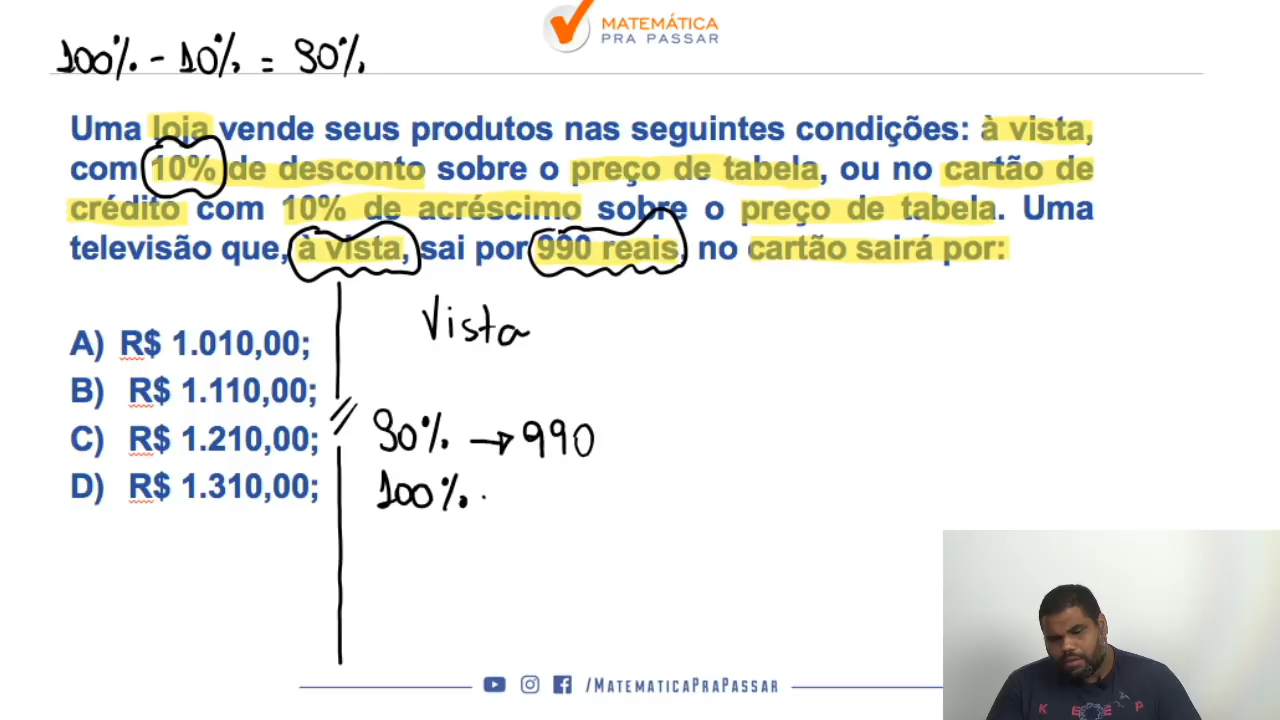 MATEMÁTICA
PRA PASSAR
100% - 10% = 90%
Uma loja vende seus produtos nas seguintes condições: à vista,
com 10% de desconto sobre o preço de tabela, ou no cartão de
crédito com 10% de acréscimo sobre o preço de tabela. Uma
televisão que, à vista, sai por 990 reais, no cartão sairá por:
Vista
A) R$ 1.010,00;
B) R$ 1.110,00;
C) R$ 1.210,00;
D) R$ 1.310,00;
90% → 990
100%
/MATEMATICAPRAPASSAR